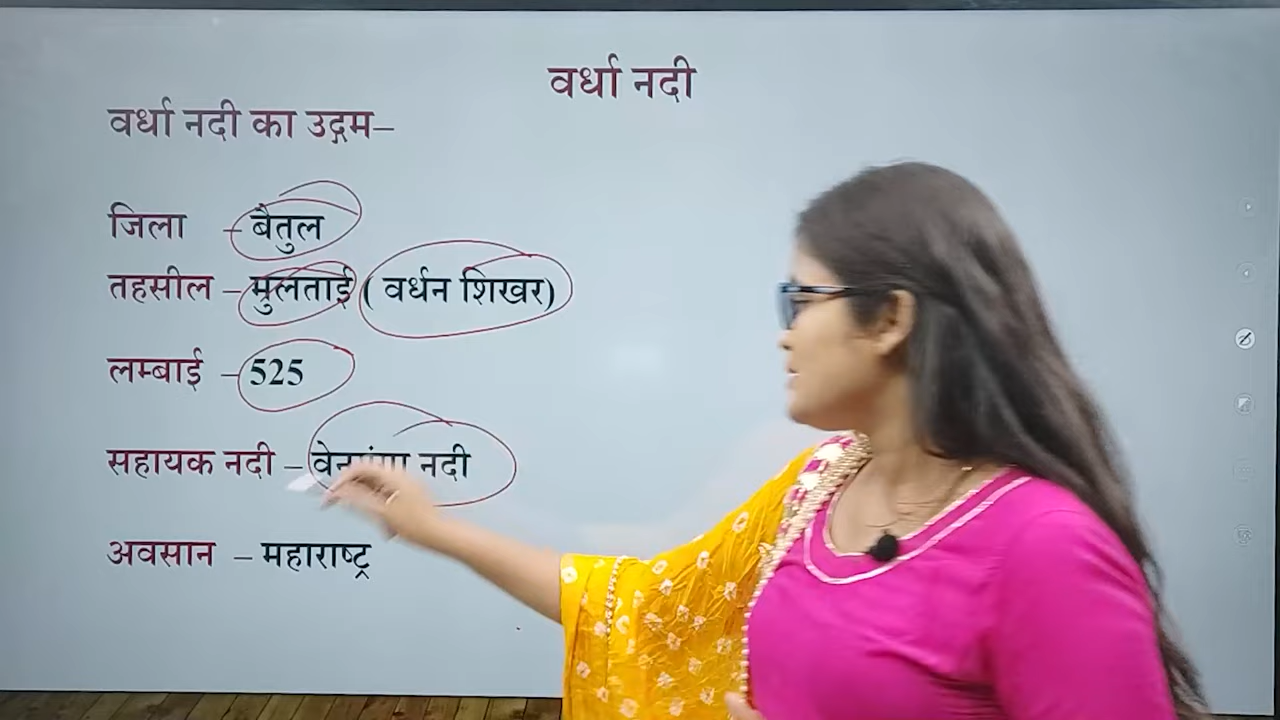 वर्धा नदी
वर्धा नदी का उद्गम–
जिला – बैतुल
तहसील – मुलताई ( वर्धन शिखर)
लम्बाई – 525
सहायक नदी – वेनगंगा नदी
अवसान – महाराष्ट्र